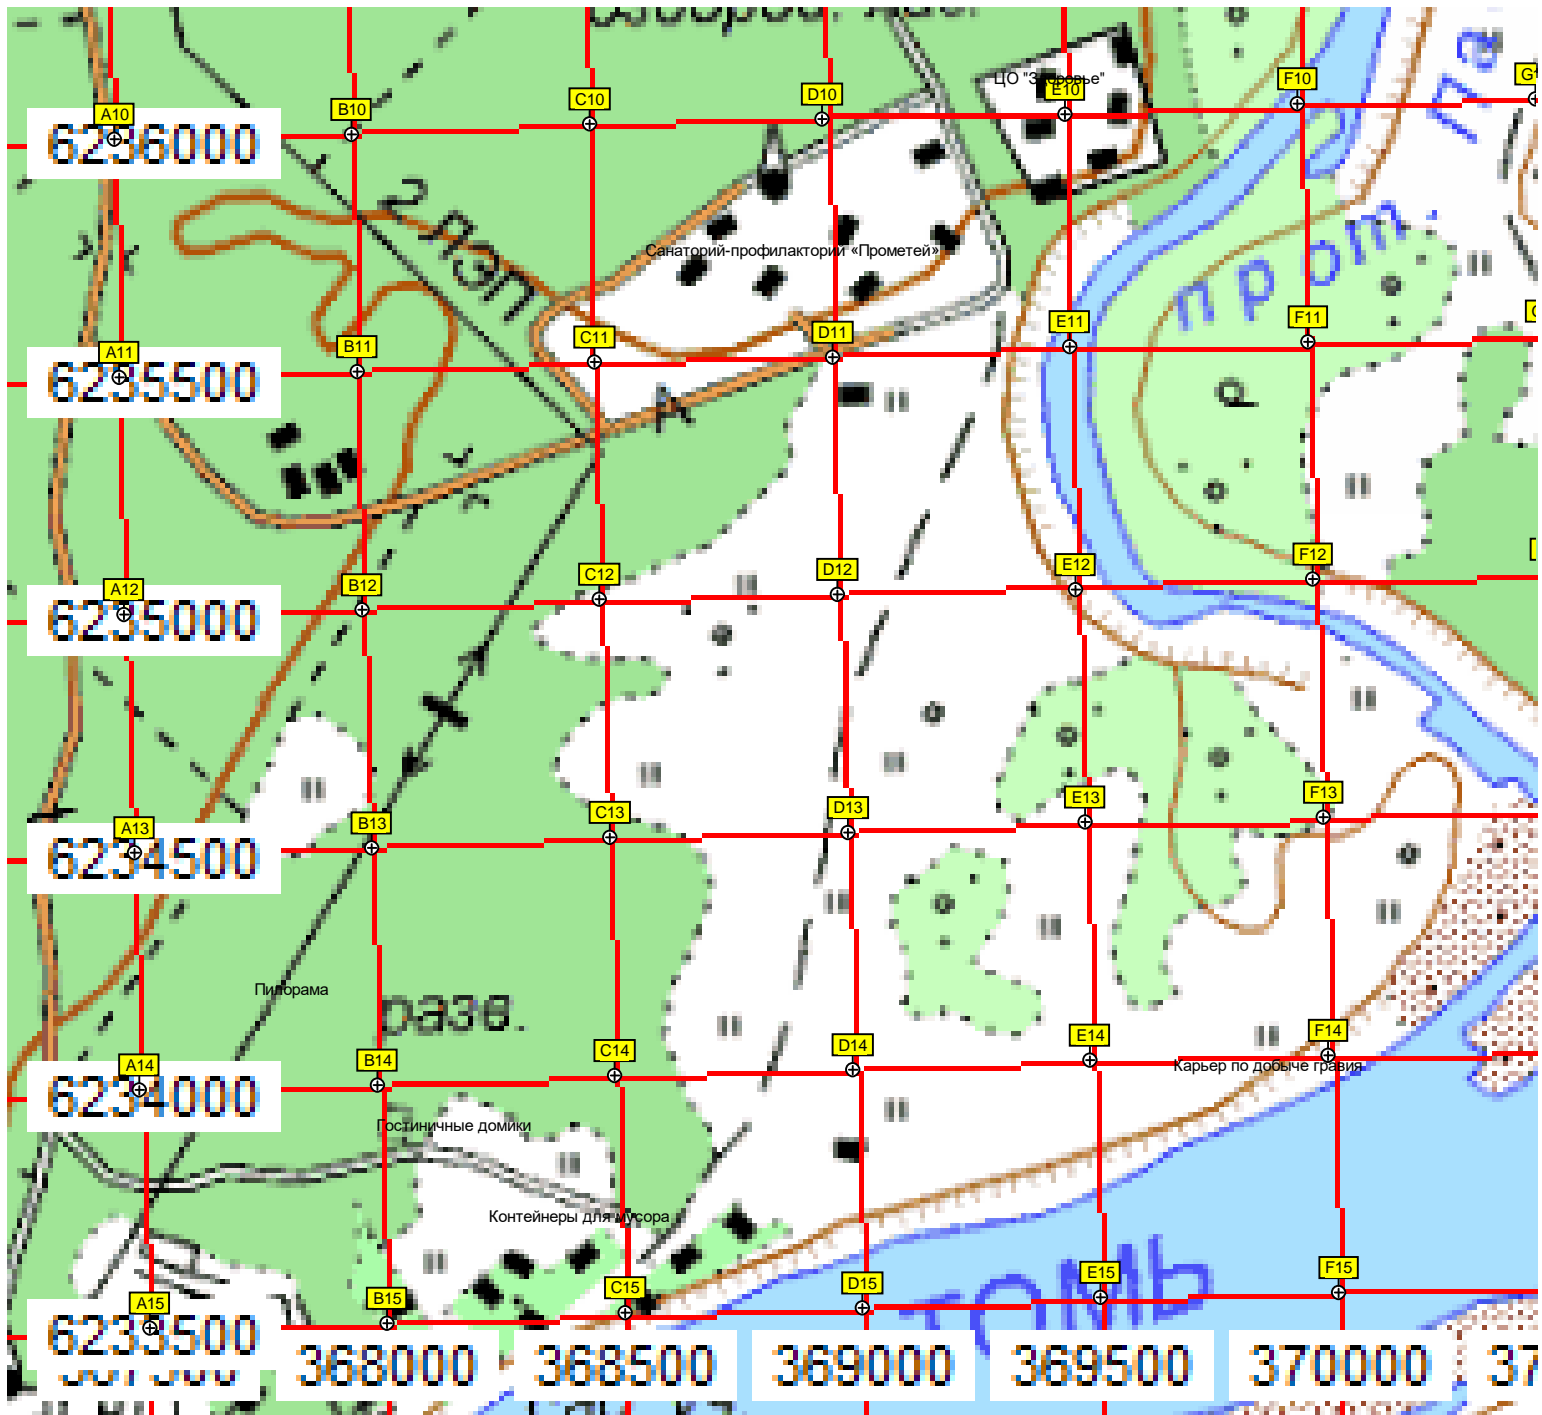 ЦО "Здоровье"
A10 B10 C10 D10 E10 F10
6236000
Па
2 ЛЭП
Санаторий-профилакторий «Прометей»
прот.
A11 B11 C11 D11 E11 F11
6235500
A12 B12 C12 D12 E12 F12
6235000
A13 B13 C13 D13 E13 F13
6234500
Пилорама
разв.
A14 B14 C14 D14 E14 F14
6234000
Карьер по добыче гравия
Гостиничные домики
Контейнеры для мусора
ТОМЬ
A15 B15 C15 D15 E15 F15
6233500
368000 368500 369000 369500 370000 37